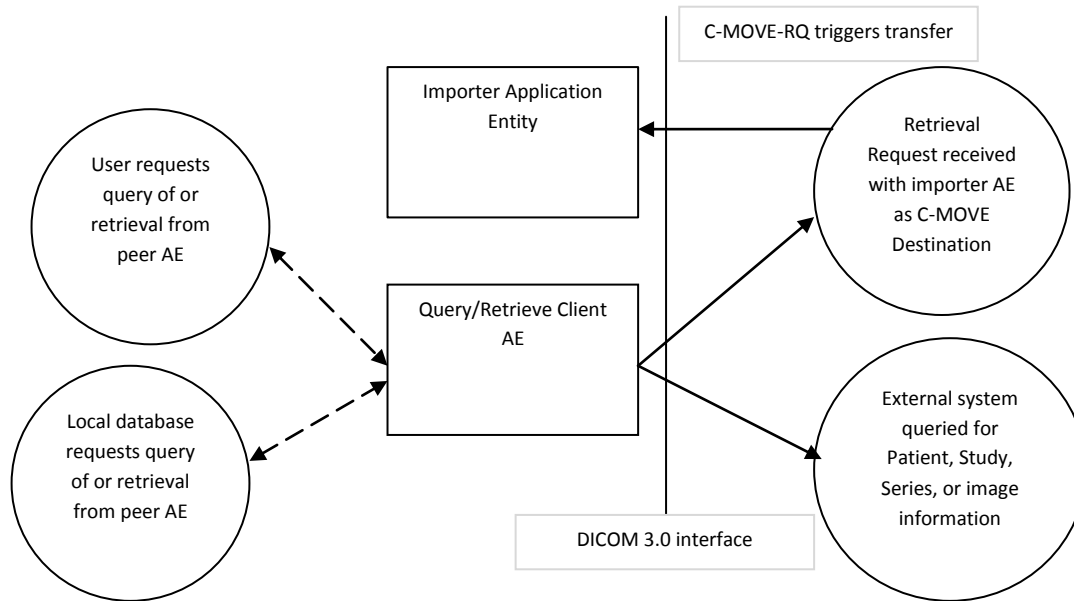 C-MOVE-RQ triggers transfer
Importer Application
Entity
Retrieval
Request received
with importer AE
as C-MOVE
Destination
User requests
query of or
retrieval from
peer AE
Query/Retrieve Client
AE
Local database
requests query
of or retrieval
from peer AE
External system
queried for
Patient, Study,
Series, or image
information
DICOM 3.0 interface